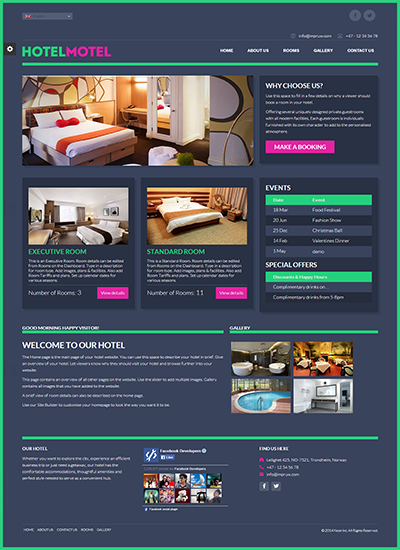 info@mpruw.com +47 - 12 34 56 78
HOTELMOTEL
HOME ABOUT US ROOMS GALLERY CONTACT US
WHY CHOOSE US?
Use this space to fill in a few details on why a viewer should
book a room in your hotel.
Offering several uniquely designed private guestrooms
with all modern facilities. Each guestroom is individually
furnished with its own character to add to the personalised
atmosphere.
MAKE A BOOKING
EXECUTIVE ROOM
This is an Executive Room. Room details can be edited
from Rooms on the Dashboard. Type in a description
for room type. Add images, plans & facilities. Also add
Room Tariffs and images. Set up calendar dates for
various seasons.
Number of Rooms: 3
View details
STANDARD ROOM
This is a Standard Room. Room details can be edited
from Rooms on the Dashboard. Type in a description
for room type. Add images, plans & facilities. Also add
Room Tariffs and images. Set up calendar dates for
various seasons.
Number of Rooms: 11
View details
EVENTS
Date Event
18 Mar Food Festival
20 Jun Fashion Show
25 Dec Christmas Ball
14 Feb Valentines Dinner
1 May demo
SPECIAL OFFERS
Discounts & Happy Hours
Complimentary drinks on .
Complimentary drinks from 5-8pm
GOOD MORNING HAPPY VISITOR!
WELCOME TO OUR HOTEL
The Home page is the main page of your hotel website. You can use this space to describe your hotel in brief. Give
an overview of your hotel. Let viewers know why they should visit your hotel and browse further into your
website.
This page contains an overview of all other pages on the website. Use the slider to add multiple images. Gallery
contains all images that you have added to the website.
A brief view of room details can also be described on the home page.
Use our Site Builder to customise your homepage to look the way you want it to be.
GALLERY
OUR HOTEL
Whether you want to explore the city, experience an efficient
business trip or just need a getaway, our hotel has the
comfortable accommodations, thoughtful amenities and
perfect style needed to serve as a convenient hub.
Facebook Developers
Like
Facebook Developers
Facebook social plugin
FIND US HERE
Leilignet 425, NO-7521, Trondheim, Norway
+47 - 12 34 56 78
info@mpruw.com
HOME ABOUT US CONTACT US ROOMS GALLERY